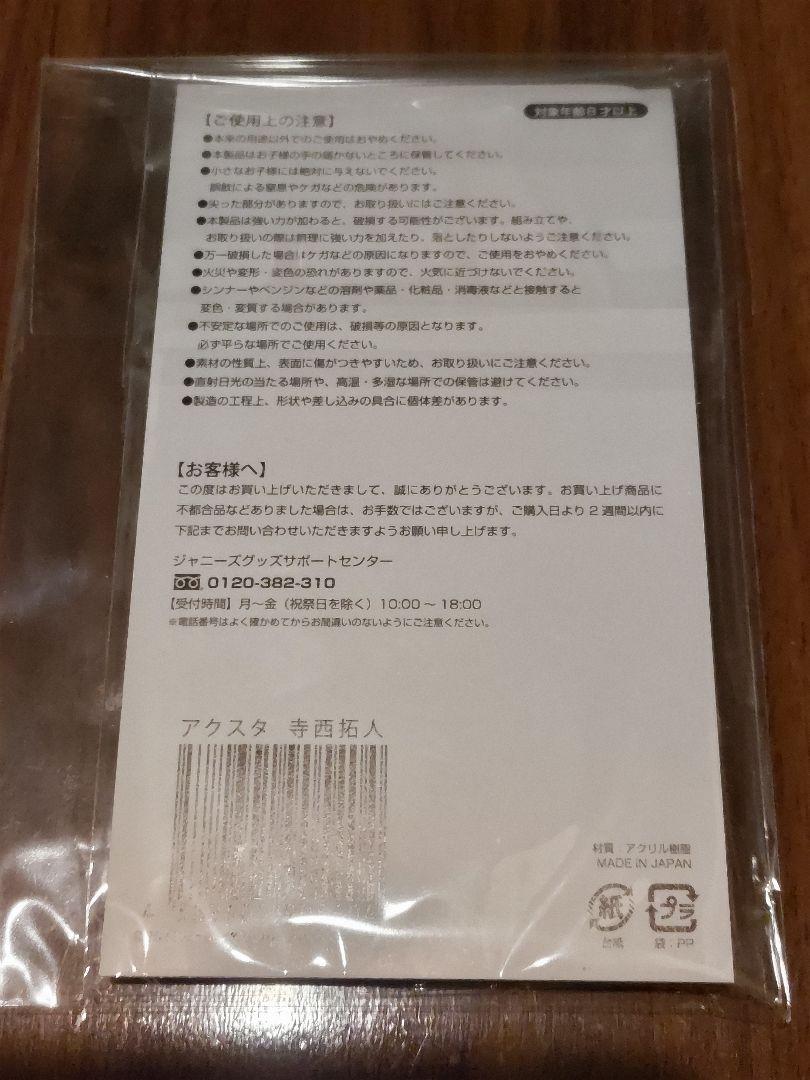 対象年齢8才以上
【ご使用上の注意】
●本来の用途以外でのご使用はおやめください。
●本製品はお子様の手の届かないところに保管してください。
●小さなお子様には絶対に与えないでください。
誤飲による窒息やケガなどの危険があります。
●尖った部分がありますので、お取り扱いにはご注意ください。
●本製品は強い力が加わると、破損する可能性がございます。組み立てや、
お取り扱いの際は無理に強い力を加えたり、落としたりしないようご注意ください。
●万一破損した場合はケガなどの原因になりますので、ご使用をおやめください。
●火災や変形・変色の恐れがありますので、火気に近づけないでください。
●シンナーやベンジンなどの溶剤や薬品・化粧品・消毒液などと接触すると
変色・変質する場合があります。
●不安定な場所でのご使用は、破損等の原因となります。
必ず平らな場所でご使用ください。
●素材の性質上、表面に傷がつきやすいため、お取り扱いにご注意ください。
●直射日光の当たる場所や、高温・多湿な場所での保管は避けてください。
●製造の工程上、形状や差し込みの具合に個体差があります。
【お客様へ】
この度はお買い上げいただきまして、誠にありがとうございます。お買い上げ商品に
不都合品などありました場合は、お手数ではございますが、ご購入日より2週間以内に
下記までお問い合わせいただきますようお願い申し上げます。
ジャニーズグッズサポートセンター
0120-382-310
【受付時間】月〜金（祝祭日を除く）10:00〜18:00
※電話番号はよく確かめてからお間違いのないようにご注意ください。
アクスタ 寺西拓人
材質：アクリル樹脂
MADE IN JAPAN
紙 プラ
台紙 袋：PP